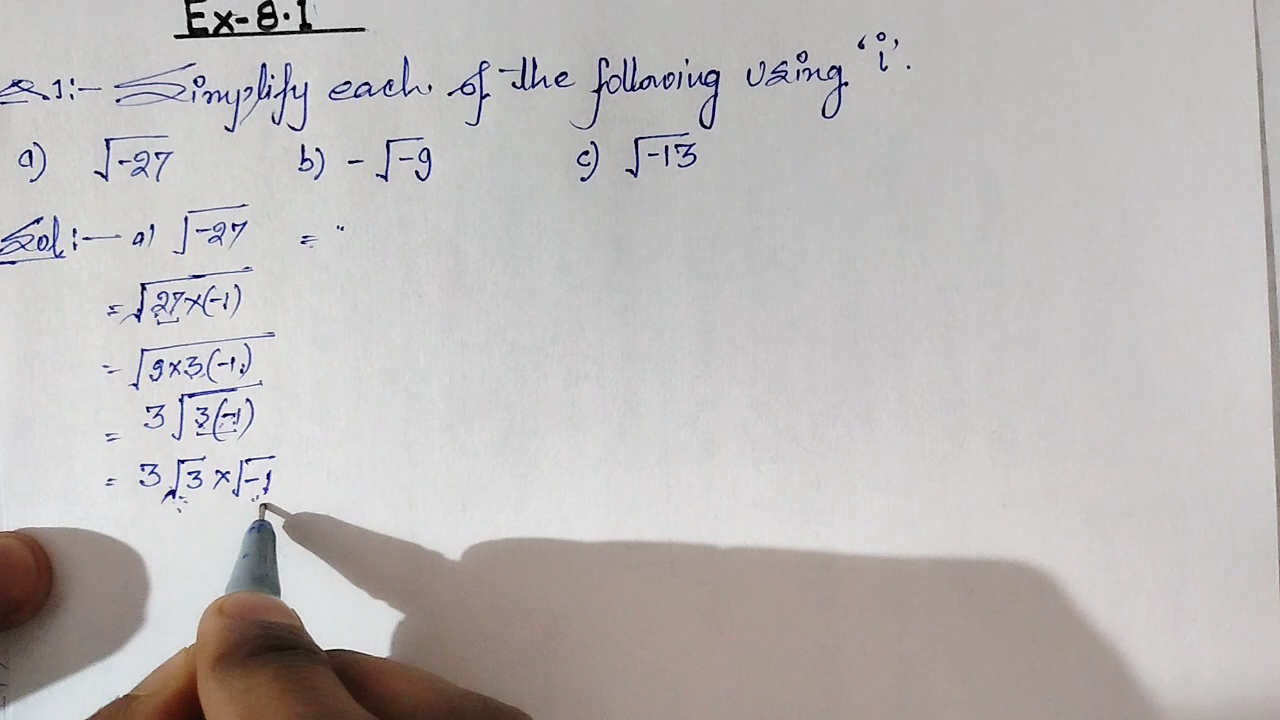 Ex-8.1
Q.1:- Simplify each of the following using 'i'.
a) √-27 b) -√-9 c) √-13
Sol:- a) √-27 =
= √27×(-1)
= √9×3(-1)
= 3√3(-1)
= 3√3 × √-1